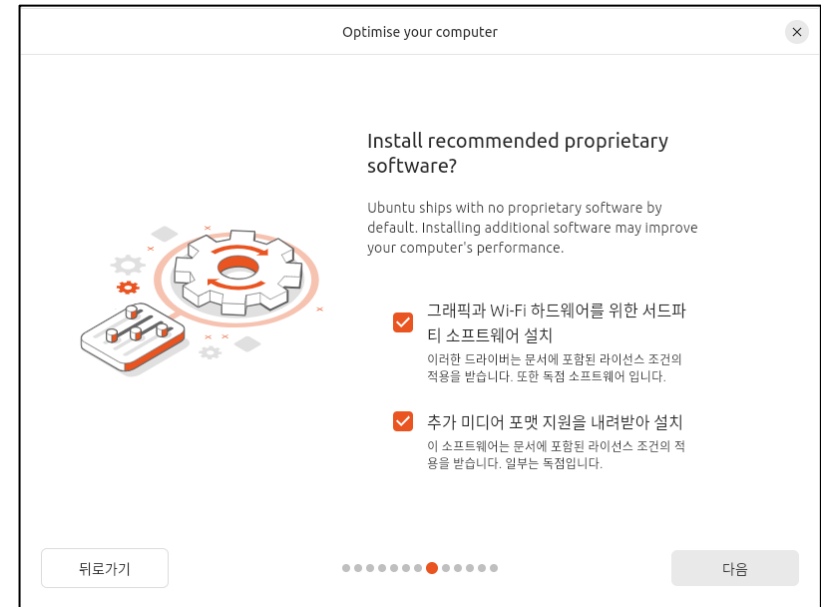 Optimise your computer
Install recommended proprietary
software?
Ubuntu ships with no proprietary software by
default. Installing additional software may improve
your computer's performance.
그래픽과 Wi-Fi 하드웨어를 위한 서드파
티 소프트웨어 설치
이러한 드라이버는 문서에 포함된 라이선스 조건의
적용을 받습니다. 또한 독점 소프트웨어 입니다.
추가 미디어 포맷 지원을 내려받아 설치
이 소프트웨어는 문서에 포함된 라이선스 조건의 적
용을 받습니다. 일부는 독점입니다.
뒤로가기
다음